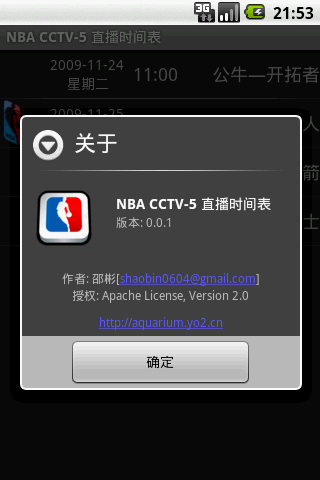 3G
21:53
NBA CCTV-5 直播时间表
2009-11-24
星期二
11:00
公牛—开拓者
2009-11-25
人
箭
士
关于
NBA CCTV-5 直播时间表
版本: 0.0.1
作者: 邵彬[shaobin0604@gmail.com]
授权: Apache License, Version 2.0
http://aquarium.yo2.cn
确定